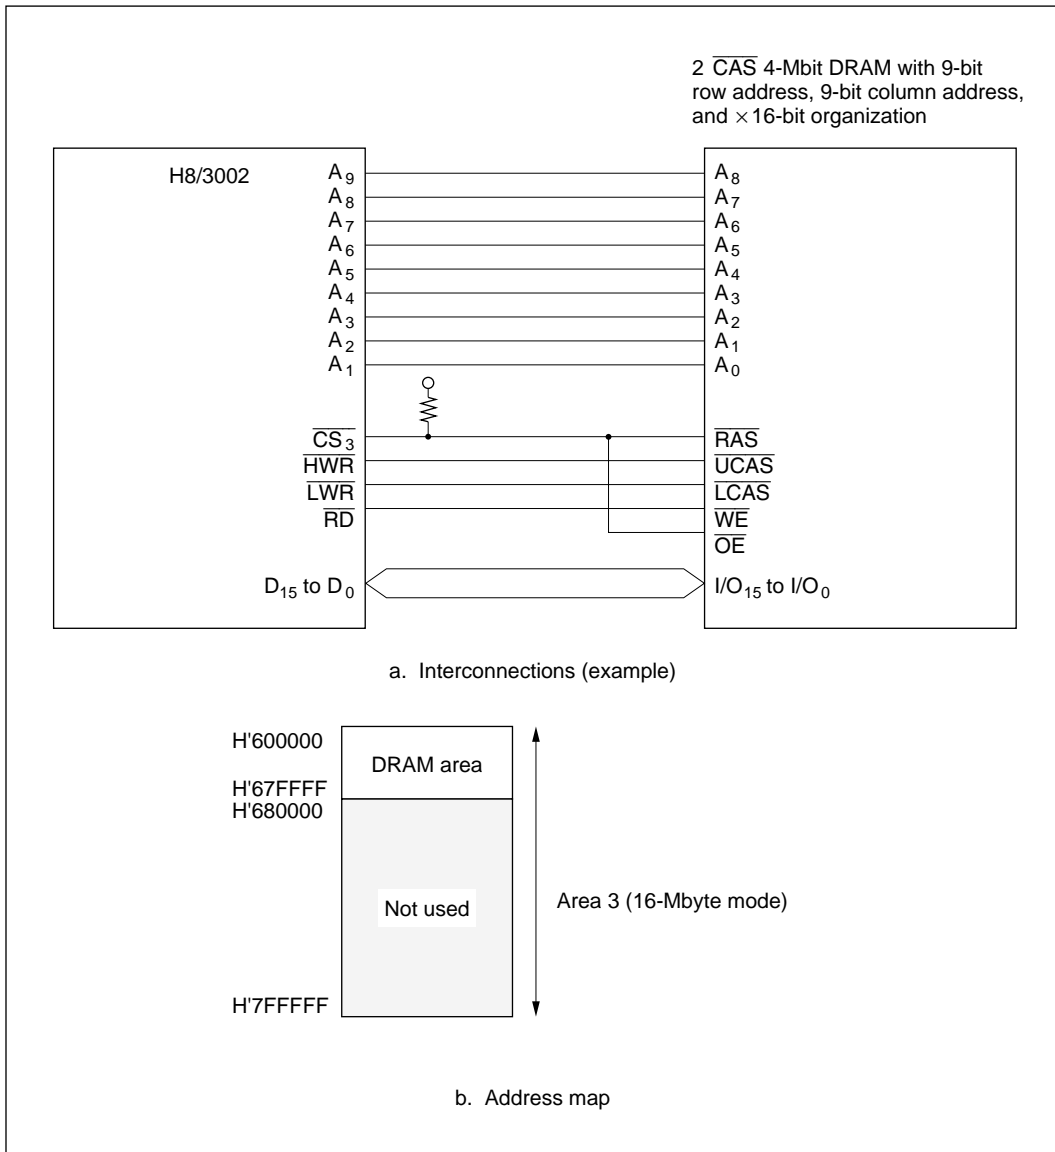 2 CAS 4-Mbit DRAM with 9-bit
row address, 9-bit column address,
and ×16-bit organization
H8/3002
A9
A8
A7
A6
A5
A4
A3
A2
A1
CS3
HWR
LWR
RD
D15 to D0
A8
A7
A6
A5
A4
A3
A2
A1
A0
RAS
UCAS
LCAS
WE
OE
I/O15 to I/O0
a. Interconnections (example)
H'600000
DRAM area
H'67FFFF
H'680000
Not used
Area 3 (16-Mbyte mode)
H'7FFFFF
b. Address map